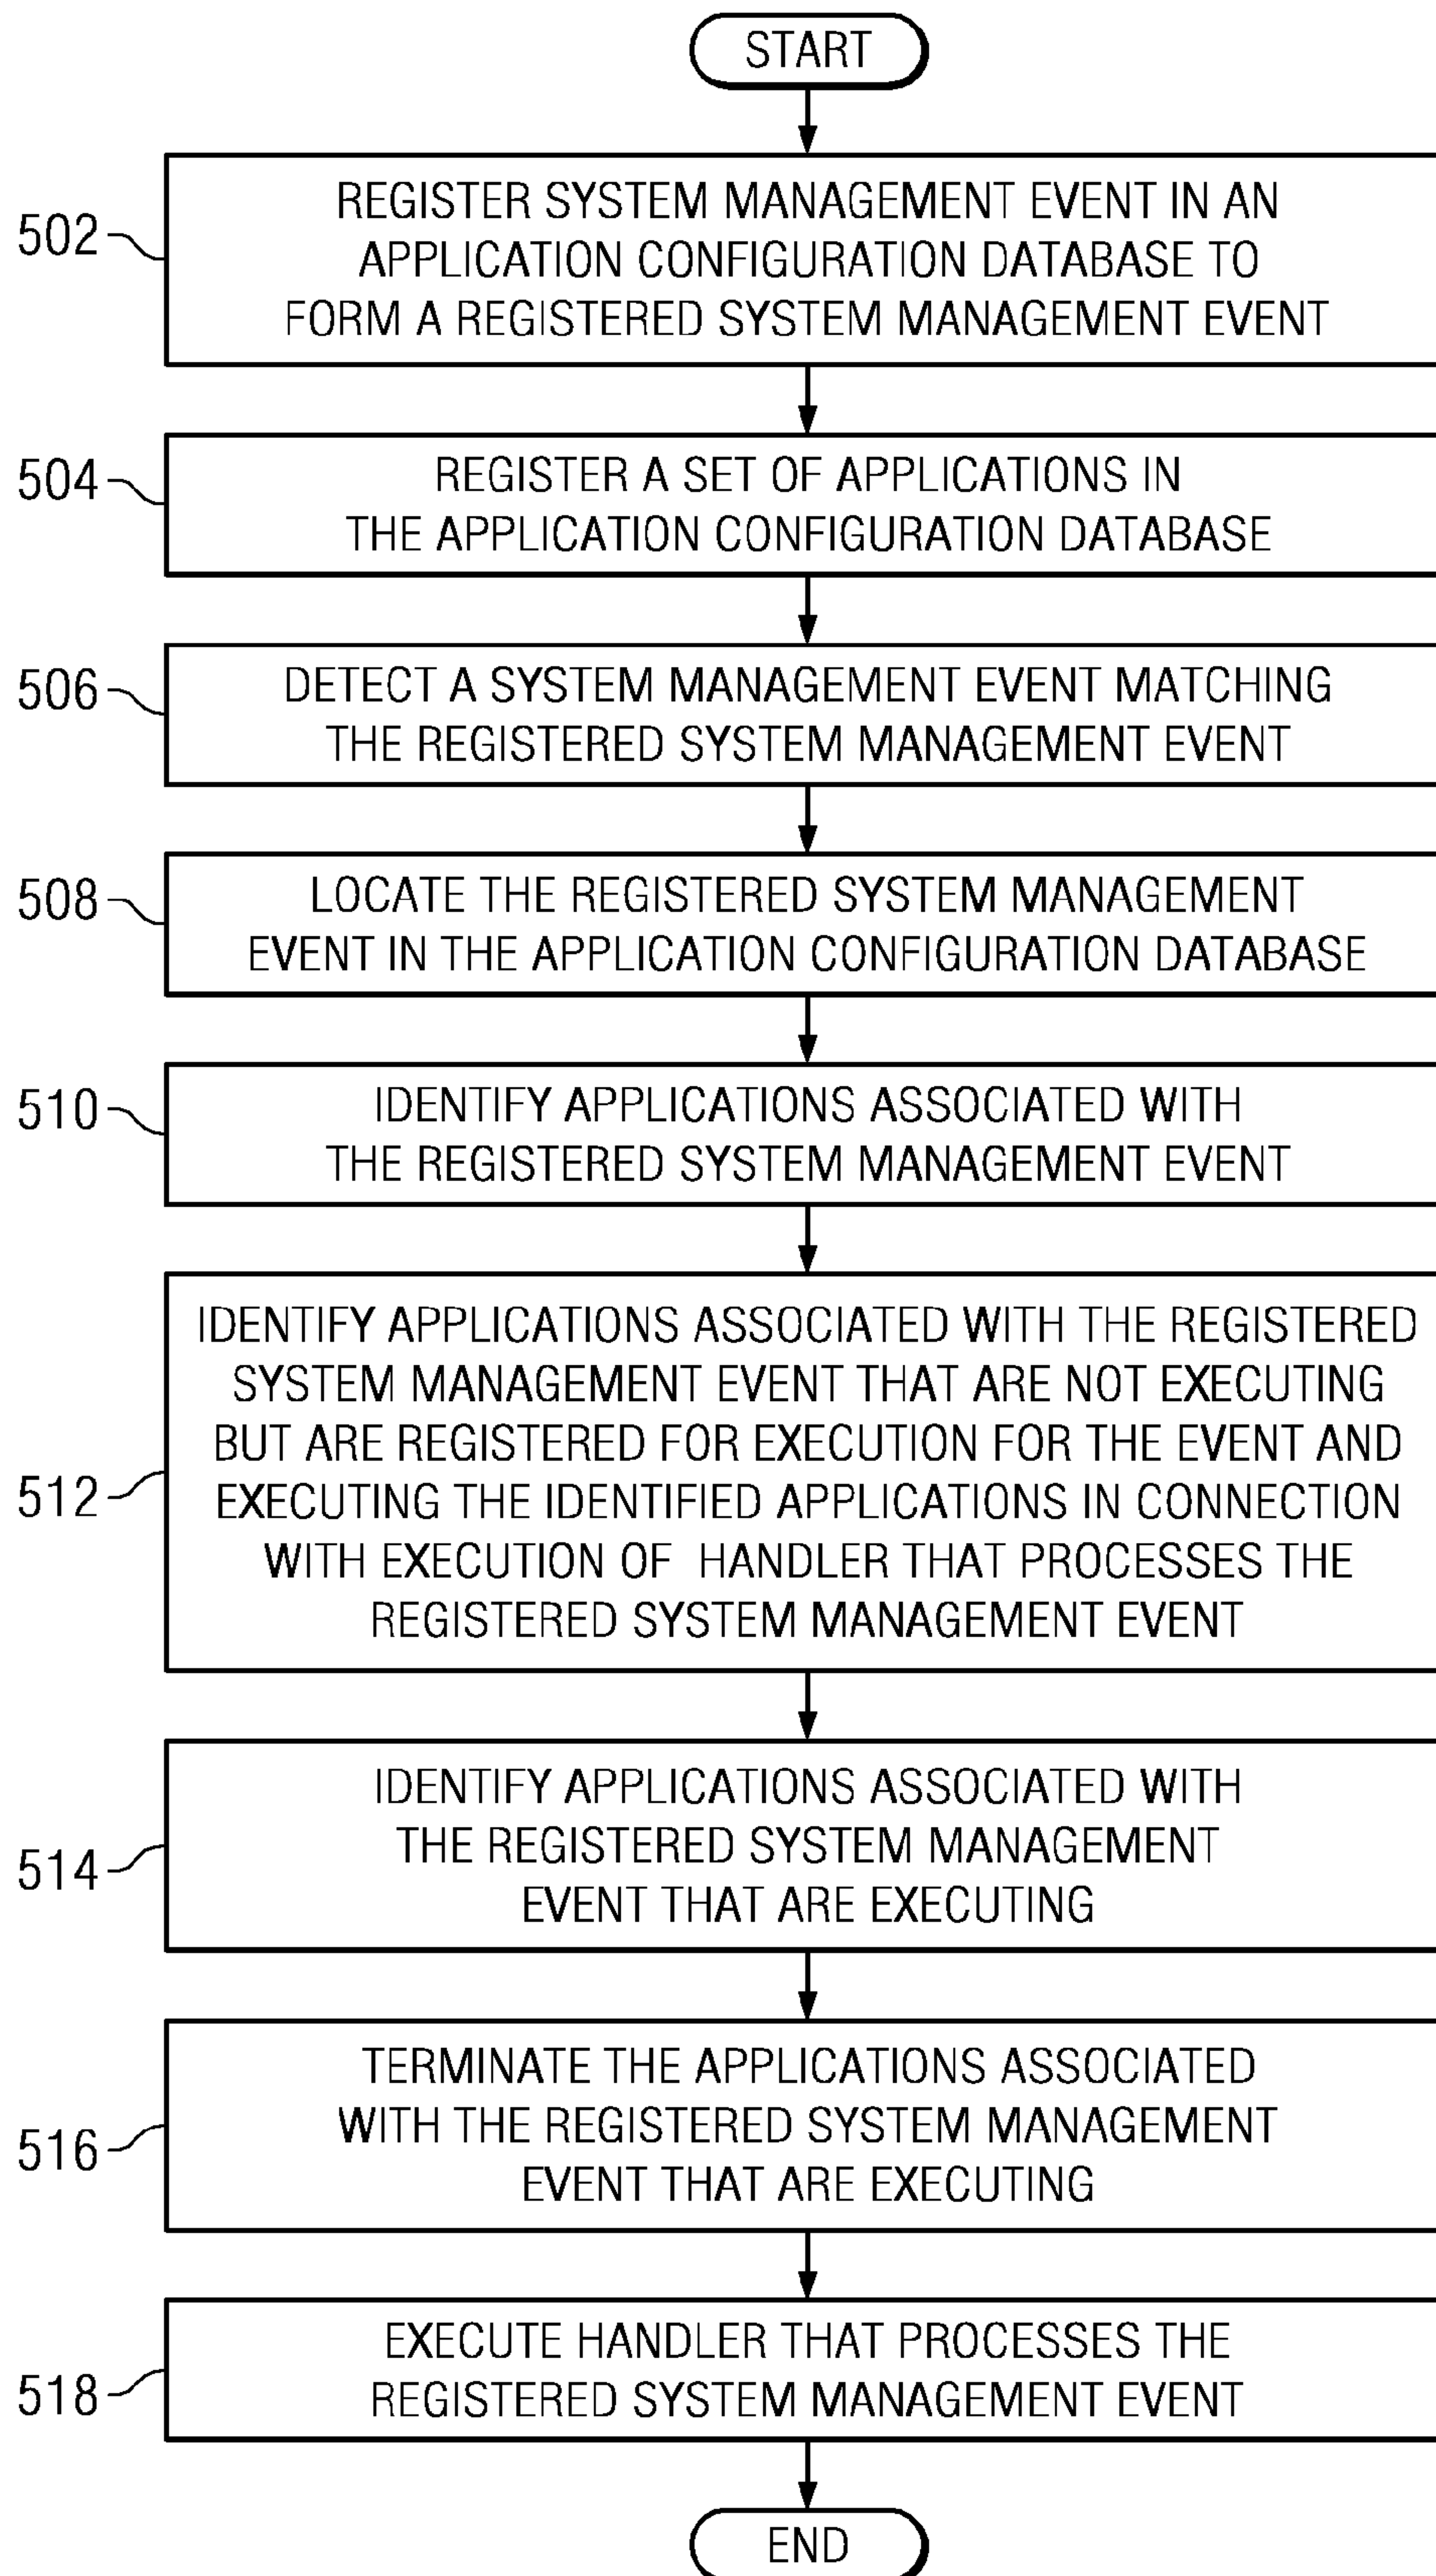 START
502
REGISTER SYSTEM MANAGEMENT EVENT IN AN
APPLICATION CONFIGURATION DATABASE TO
FORM A REGISTERED SYSTEM MANAGEMENT EVENT
504
REGISTER A SET OF APPLICATIONS IN
THE APPLICATION CONFIGURATION DATABASE
506
DETECT A SYSTEM MANAGEMENT EVENT MATCHING
THE REGISTERED SYSTEM MANAGEMENT EVENT
508
LOCATE THE REGISTERED SYSTEM MANAGEMENT
EVENT IN THE APPLICATION CONFIGURATION DATABASE
510
IDENTIFY APPLICATIONS ASSOCIATED WITH
THE REGISTERED SYSTEM MANAGEMENT EVENT
512
IDENTIFY APPLICATIONS ASSOCIATED WITH THE REGISTERED
SYSTEM MANAGEMENT EVENT THAT ARE NOT EXECUTING
BUT ARE REGISTERED FOR EXECUTION FOR THE EVENT AND
EXECUTING THE IDENTIFIED APPLICATIONS IN CONNECTION
WITH EXECUTION OF HANDLER THAT PROCESSES THE
REGISTERED SYSTEM MANAGEMENT EVENT
514
IDENTIFY APPLICATIONS ASSOCIATED WITH
THE REGISTERED SYSTEM MANAGEMENT
EVENT THAT ARE EXECUTING
516
TERMINATE THE APPLICATIONS ASSOCIATED
WITH THE REGISTERED SYSTEM MANAGEMENT
EVENT THAT ARE EXECUTING
518
EXECUTE HANDLER THAT PROCESSES THE
REGISTERED SYSTEM MANAGEMENT EVENT
END